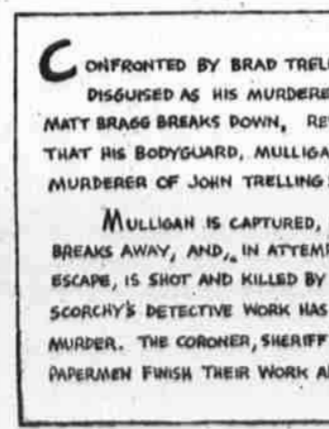 CONFRONTED BY BRAD TREL
DISGUISED AS HIS MURDERE
MATT BRAGG BREAKS DOWN, RE
THAT HIS BODYGUARD, MULLIGA
MURDERER OF JOHN TRELLING
MULLIGAN IS CAPTURED,
BREAKS AWAY, AND, IN ATTEMP
ESCAPE, IS SHOT AND KILLED BY
SCORCHY'S DETECTIVE WORK HAS
MURDER. THE CORONER, SHERIFF
PAPERMEN FINISH THEIR WORK A